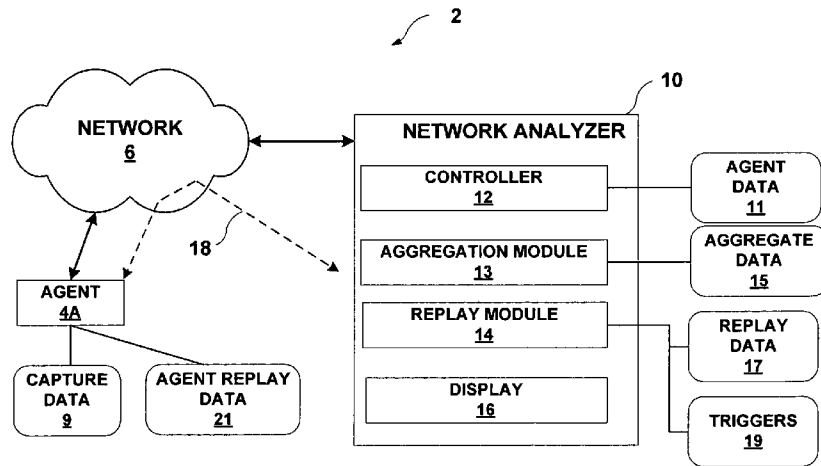 2
10
NETWORK
6
NETWORK ANALYZER
CONTROLLER
12
AGENT
DATA
11
18
AGGREGATION MODULE
13
AGGREGATE
DATA
15
AGENT
4A
REPLAY MODULE
14
REPLAY
DATA
17
CAPTURE
DATA
9
AGENT REPLAY
DATA
21
DISPLAY
16
TRIGGERS
19